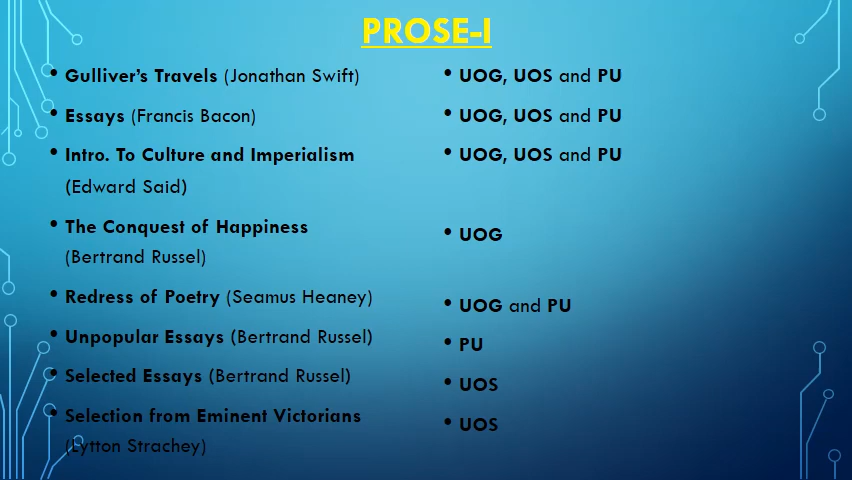 PROSE-I
• Gulliver's Travels (Jonathan Swift)
• Essays (Francis Bacon)
• Intro. To Culture and Imperialism
(Edward Said)
• The Conquest of Happiness
(Bertrand Russel)
• Redress of Poetry (Seamus Heaney)
• Unpopular Essays (Bertrand Russel)
• Selected Essays (Bertrand Russel)
• Selection from Eminent Victorians
(Lytton Strachey)
• UOG, UOS and PU
• UOG, UOS and PU
• UOG, UOS and PU
• UOG
• UOG and PU
• PU
• UOS
• UOS